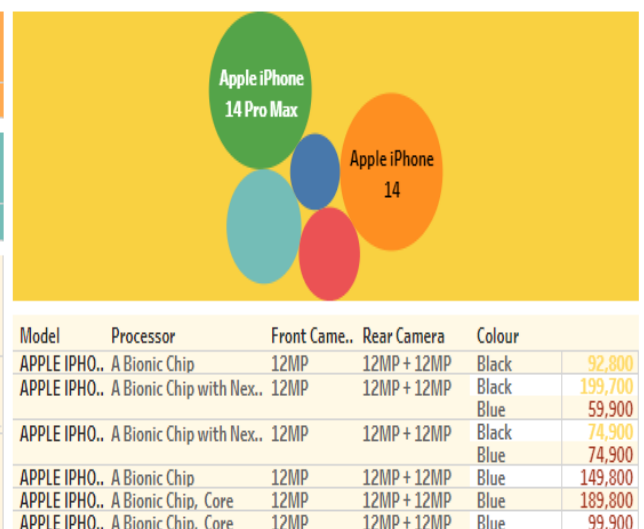 Apple iPhone
14 Pro Max
Apple iPhone
14
Model Processor Front Came.. Rear Camera Colour
APPLE IPHO.. A Bionic Chip 12MP 12MP + 12MP Black 92,800
APPLE IPHO.. A Bionic Chip with Nex.. 12MP 12MP + 12MP Black 199,700
Blue 59,900
APPLE IPHO.. A Bionic Chip with Nex.. 12MP 12MP + 12MP Black 74,900
Blue 74,900
APPLE IPHO.. A Bionic Chip 12MP 12MP + 12MP Blue 149,800
APPLE IPHO.. A Bionic Chip, Core 12MP 12MP + 12MP Blue 189,800
APPLE IPHO.. A Bionic Chip, Core 12MP 12MP + 12MP Blue 99,900